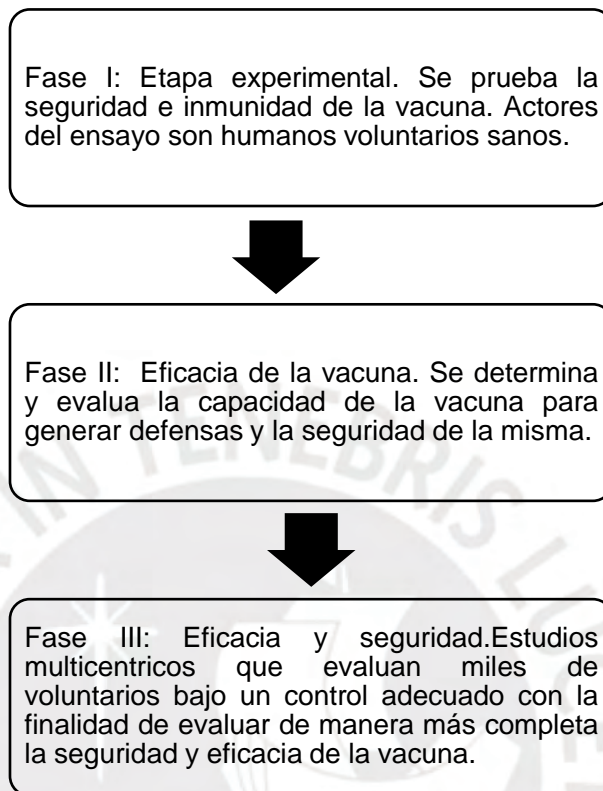 Fase I: Etapa experimental. Se prueba la
seguridad e inmunidad de la vacuna. Actores
del ensayo son humanos voluntarios sanos.
Fase II: Eficacia de la vacuna. Se determina
y evalua la capacidad de la vacuna para
generar defensas y la seguridad de la misma.
Fase III: Eficacia y seguridad.Estudios
multicentricos que evaluan miles de
voluntarios bajo un control adecuado con la
finalidad de evaluar de manera más completa
la seguridad y eficacia de la vacuna.
IN TENEBRIS